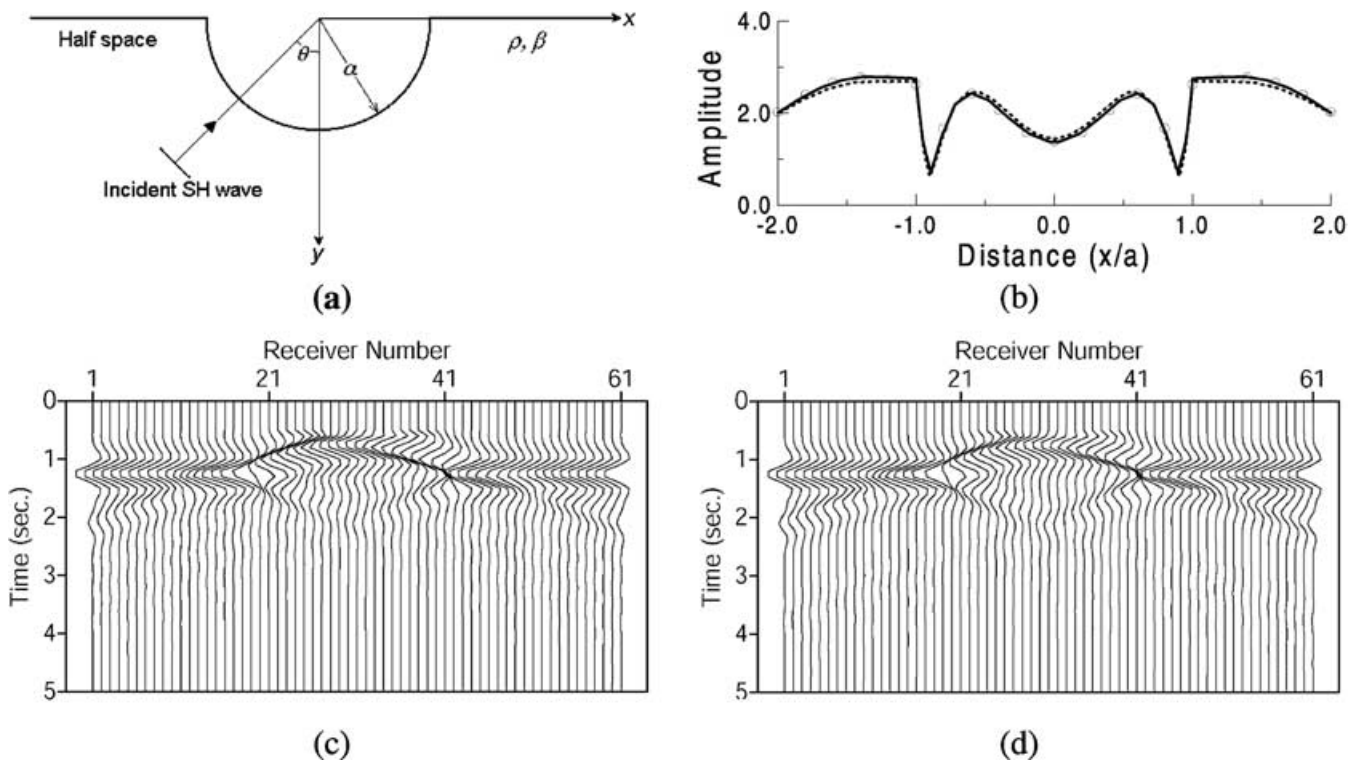 x
Half space
ρ, β
θ
a
Incident SH wave
y
(a)
4.0
2.0
0.0
Amplitude
-2.0 -1.0 0.0 1.0 2.0
Distance (x/a)
(b)
Receiver Number
1 21 41 61
0
1
2
3
4
5
Time (sec.)
(c)
Receiver Number
1 21 41 61
0
1
2
3
4
5
Time (sec.)
(d)